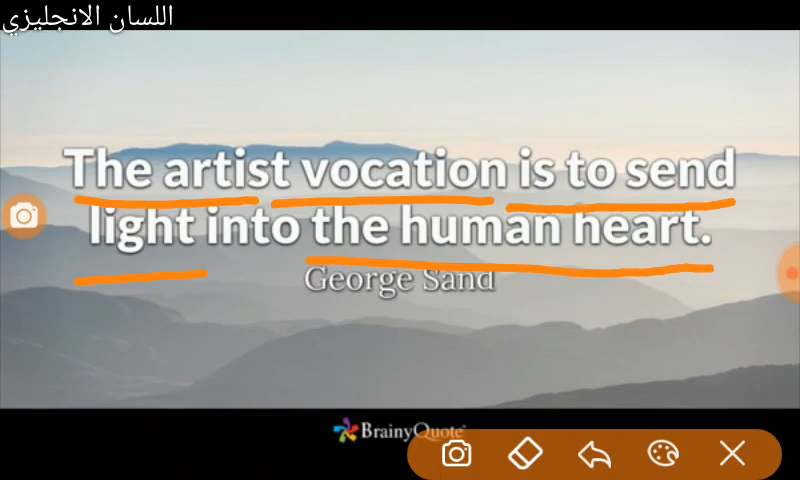 اللسان الانجليزي
The artist vocation is to send
light into the human heart.
George Sand
BrainyQuote